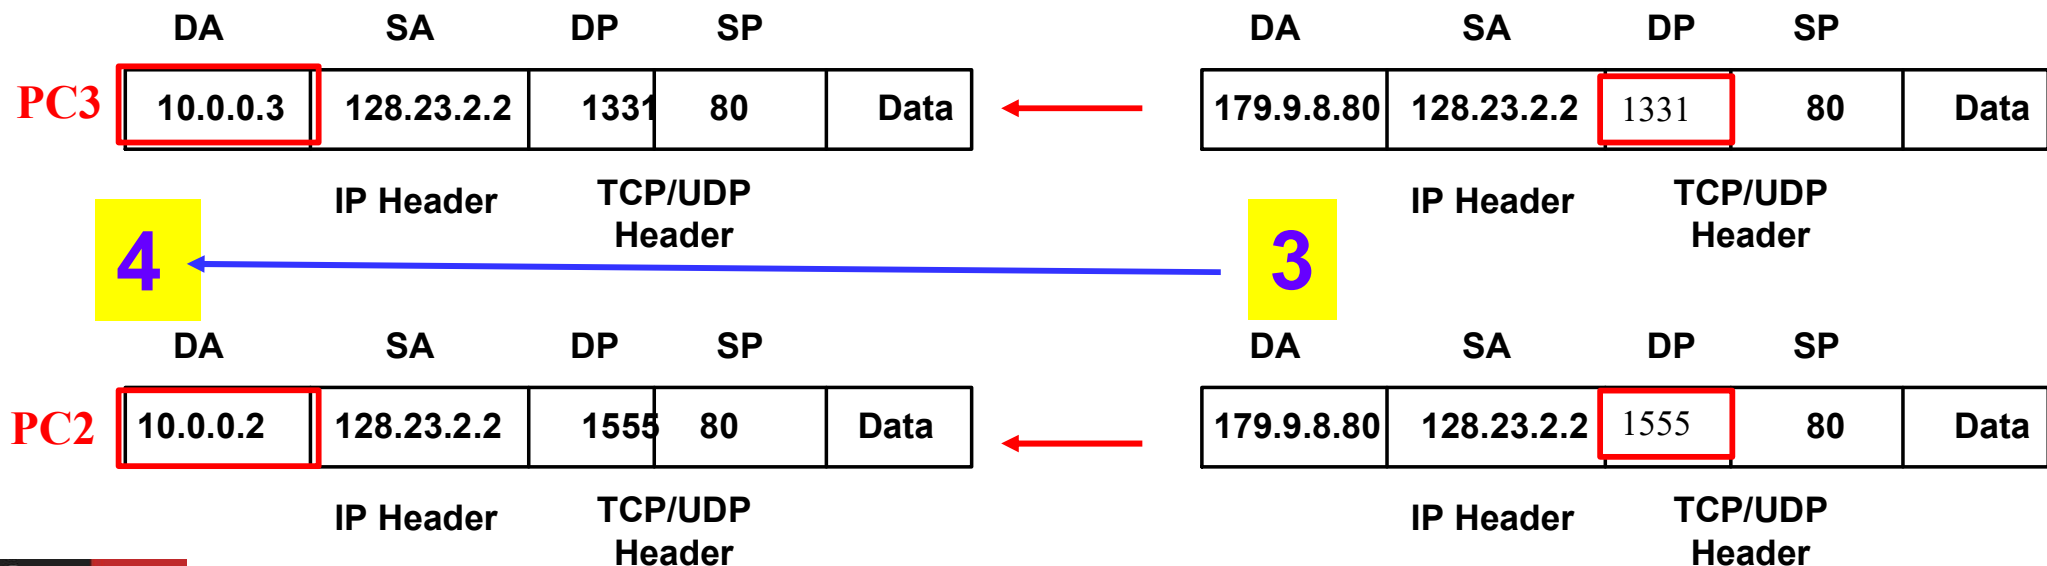 DA SA DP SP DA SA DP SP
PC3 10.0.0.3 128.23.2.2 1331 80 Data 179.9.8.80 128.23.2.2 1331 80 Data
IP Header TCP/UDP Header IP Header TCP/UDP Header
4 3
DA SA DP SP DA SA DP SP
PC2 10.0.0.2 128.23.2.2 1555 80 Data 179.9.8.80 128.23.2.2 1555 80 Data
IP Header TCP/UDP Header IP Header TCP/UDP Header